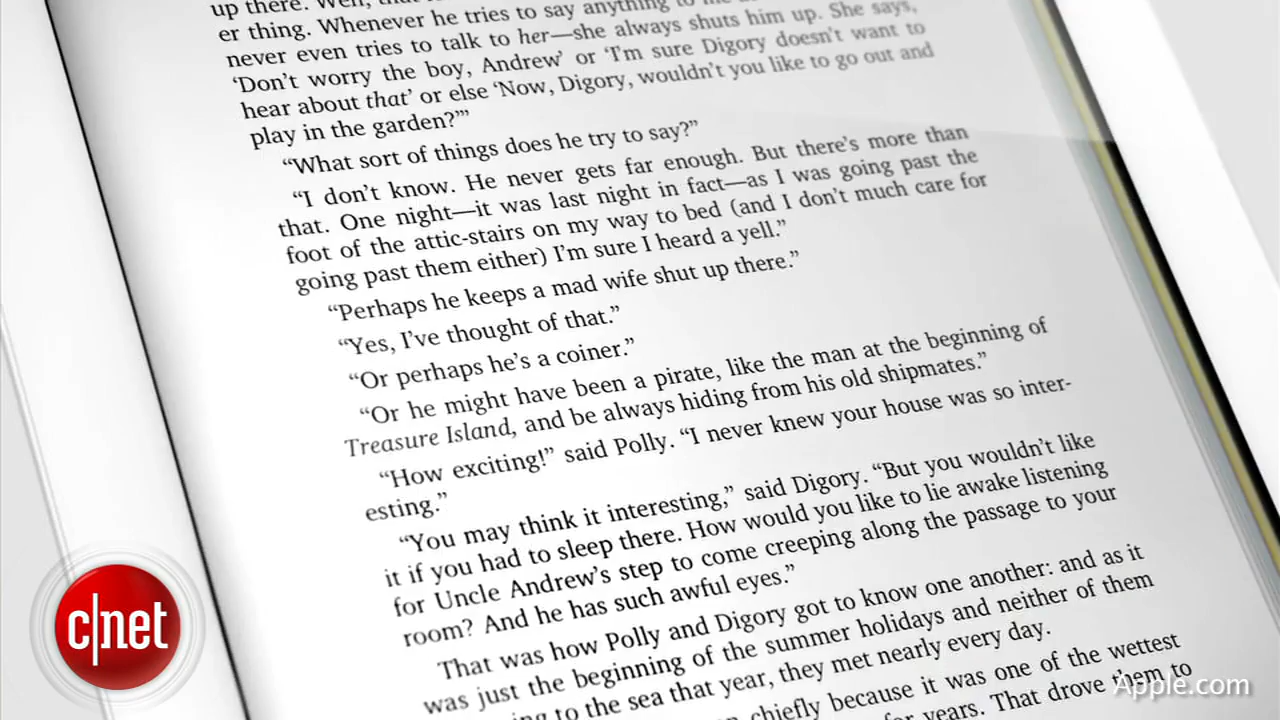 up there. Well, that
er thing. Whenever he tries to say anything to me
never even tries to talk to her—she always shuts him up. She says,
‘Don’t worry the boy, Andrew’ or ‘I’m sure Digory doesn’t want to
hear about that’ or else ‘Now, Digory, wouldn’t you like to go out and
play in the garden?’”
“What sort of things does he try to say?”
“I don’t know. He never gets far enough. But there’s more than
that. One night—it was last night in fact—as I was going past the
foot of the attic-stairs on my way to bed (and I don’t much care for
going past them either) I’m sure I heard a yell.”
“Perhaps he keeps a mad wife shut up there.”
“Yes, I’ve thought of that.”
“Or perhaps he’s a coiner.”
“Or he might have been a pirate, like the man at the beginning of
Treasure Island, and be always hiding from his old shipmates.”
“How exciting!” said Polly. “I never knew your house was so inter-
esting.”
“You may think it interesting,” said Digory. “But you wouldn’t like
it if you had to sleep there. How would you like to lie awake listening
for Uncle Andrew’s step to come creeping along the passage to your
room? And he has such awful eyes.”
That was how Polly and Digory got to know one another: and as it
was just the beginning of the summer holidays and neither of them
to the sea that year, they met nearly every day.
chiefly because it was one of the wettest
years. That drove them to
c|net
Apple.com